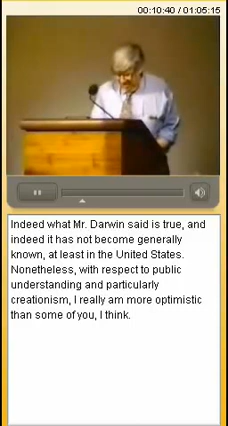 00:10:40 / 01:05:15
Indeed what Mr. Darwin said is true, and
indeed it has not become generally
known, at least in the United States.
Nonetheless, with respect to public
understanding and particularly
creationism, I really am more optimistic
than some of you, I think.